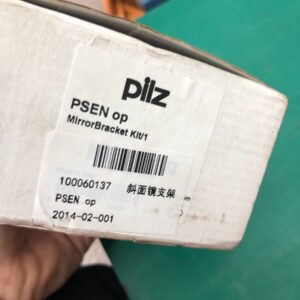 pilz
PSEN op
MirrorBracket Kit/1
100060137 斜面镜支架
PSEN op
2014-02-001